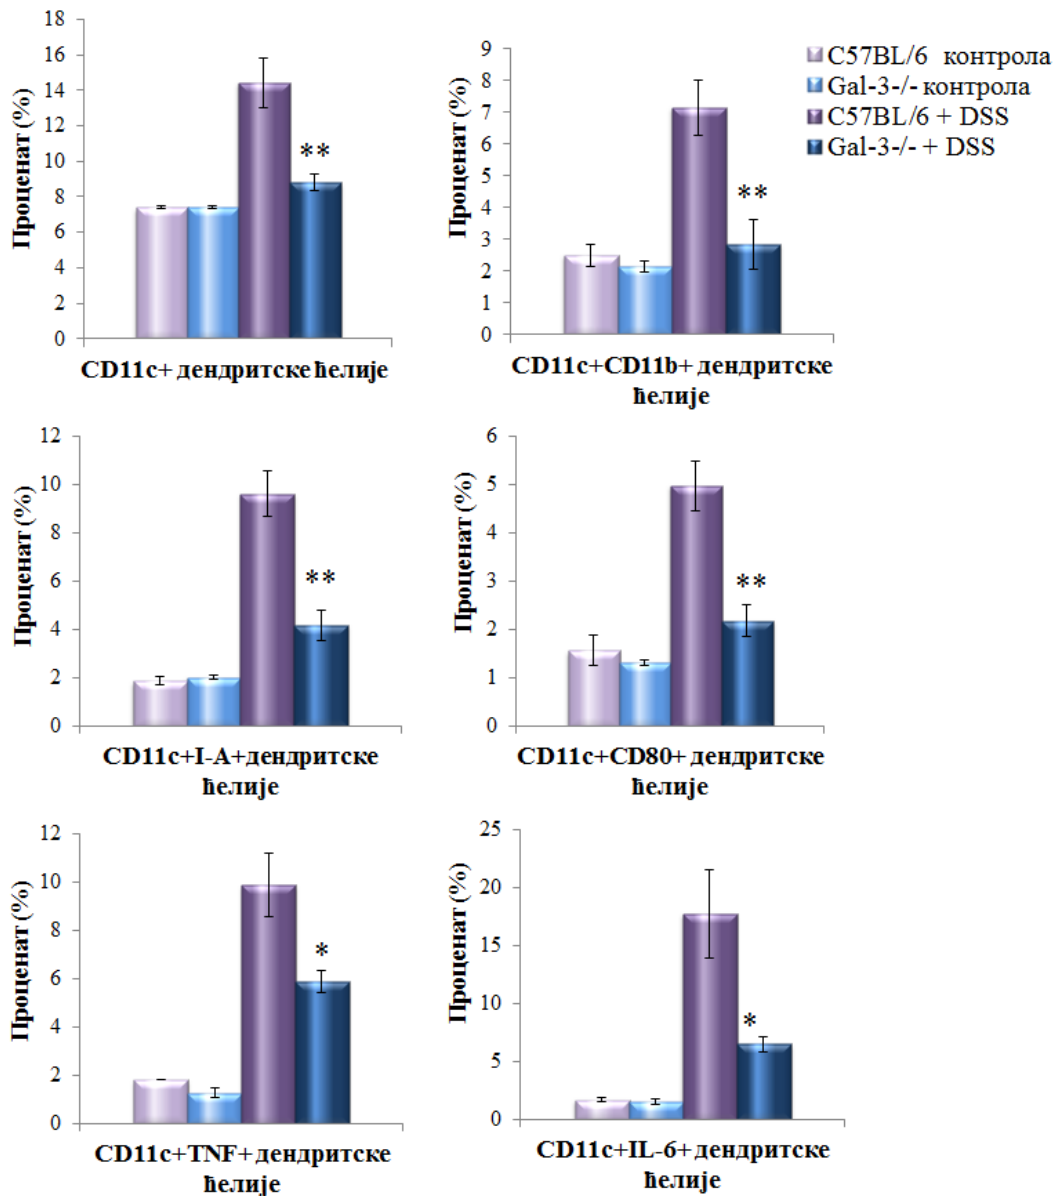 Проценат (%)
18
16
14
12
10
8
6
4
2
0
**
CD11c+ дендритске ћелије
Проценат (%)
9
8
7
6
5
4
3
2
1
0
**
CD11c+CD11b+ дендритске
ћелије
C57BL/6 контрола
Gal-3-/- контрола
C57BL/6 + DSS
Gal-3-/- + DSS
Проценат (%)
12
10
8
6
4
2
0
**
CD11c+I-A+дендритске
ћелије
Проценат (%)
6
5
4
3
2
1
0
**
CD11c+CD80+ дендритске
ћелије
Проценат (%)
12
10
8
6
4
2
0
*
CD11c+TNF+ дендритске
ћелије
Проценат (%)
25
20
15
10
5
0
*
CD11c+IL-6+ дендритске
ћелије